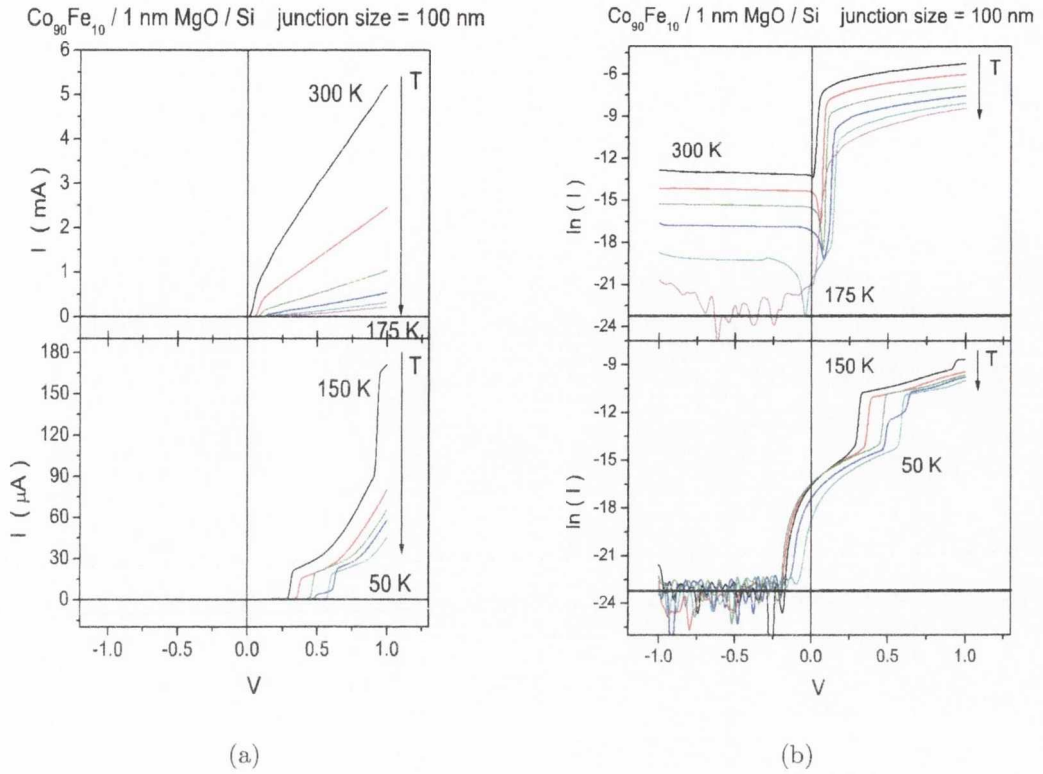 Co90Fe10 / 1 nm MgO / Si junction size = 100 nm
6
5
4
3
2
1
0
I ( mA )
300 K
T
175 K
180
150
120
90
60
30
0
I ( μA )
150 K
T
50 K
-1.0 -0.5 0.0 0.5 1.0
V
(a)
Co90Fe10 / 1 nm MgO / Si junction size = 100 nm
-6
-9
-12
-15
-18
-21
-24
ln ( I )
300 K
T
175 K
-9
-12
-15
-18
-21
-24
ln ( I )
150 K
T
50 K
-1.0 -0.5 0.0 0.5 1.0
V
(b)